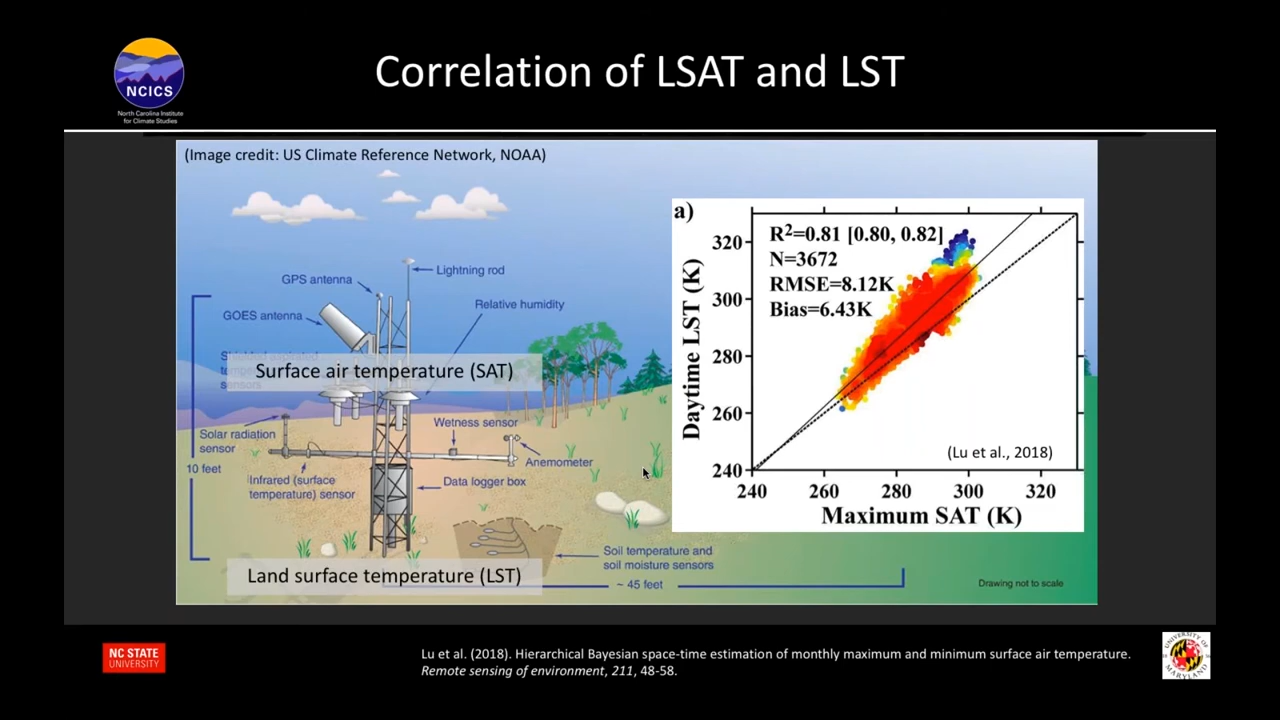 Correlation of LSAT and LST
NCICS
North Carolina Institute
for Climate Studies
(Image credit: US Climate Reference Network, NOAA)
GPS antenna
Lightning rod
GOES antenna
Relative humidity
Shielded aspirated
sensors
Surface air temperature (SAT)
Solar radiation
sensor
Wetness sensor
Anemometer
10 feet
Infrared (surface
temperature) sensor
Data logger box
Soil temperature and
soil moisture sensors
Land surface temperature (LST)
~ 45 feet
Drawing not to scale
a)
R²=0.81 [0.80, 0.82]
N=3672
RMSE=8.12K
Bias=6.43K
Daytime LST (K)
320
300
280
260
240
(Lu et al., 2018)
240 260 280 300 320
Maximum SAT (K)
NC STATE
UNIVERSITY
Lu et al. (2018). Hierarchical Bayesian space-time estimation of monthly maximum and minimum surface air temperature.
Remote sensing of environment, 211, 48-58.
UNIVERSITY OF
MARYLAND